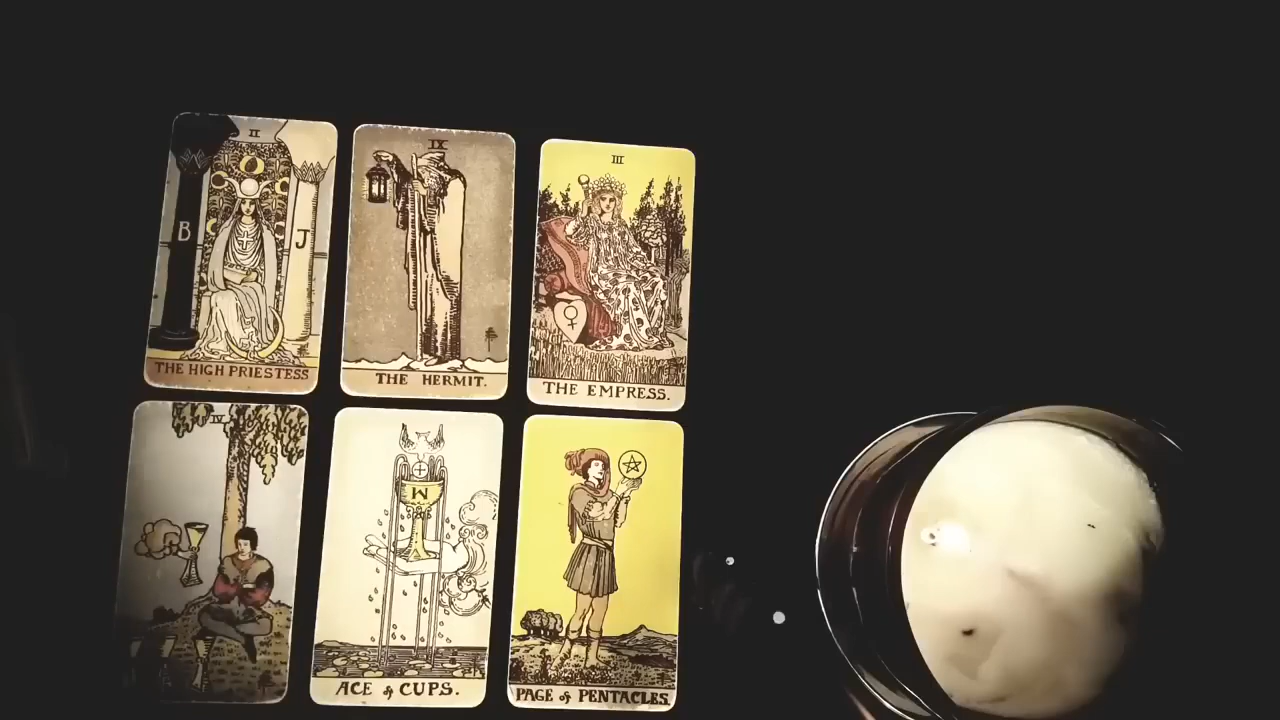 II
B
J
THE HIGH PRIESTESS
IX
THE HERMIT.
III
THE EMPRESS.
IV
M
ACE of CUPS.
PAGE of PENTACLES.